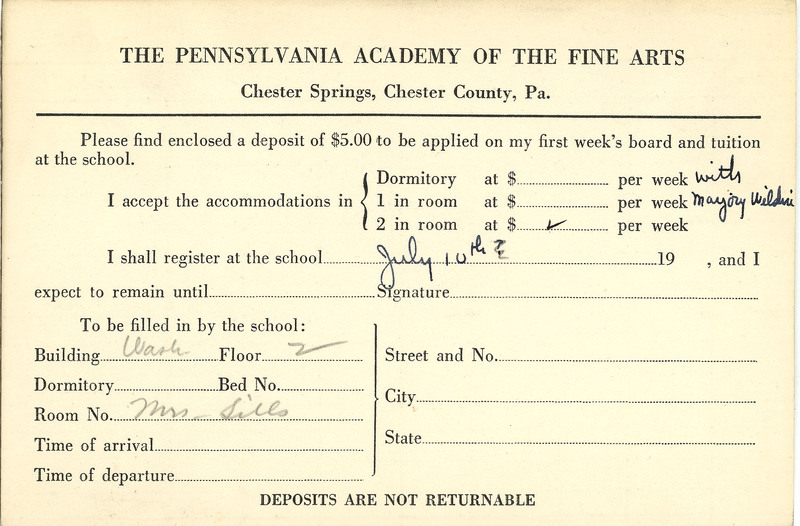 THE PENNSYLVANIA ACADEMY OF THE FINE ARTS
Chester Springs, Chester County, Pa.
Please find enclosed a deposit of $5.00 to be applied on my first week's board and tuition
at the school.
Dormitory at $ per week with
I accept the accommodations in { 1 in room at $ per week Marjory
2 in room at $ ✓ per week
I shall register at the school July 10th ? 19 , and I
expect to remain until Signature
To be filled in by the school:
Building Wash Floor 2
Street and No.
Dormitory Bed No.
City
Room No. Mrs Sills
State
Time of arrival
Time of departure
DEPOSITS ARE NOT RETURNABLE